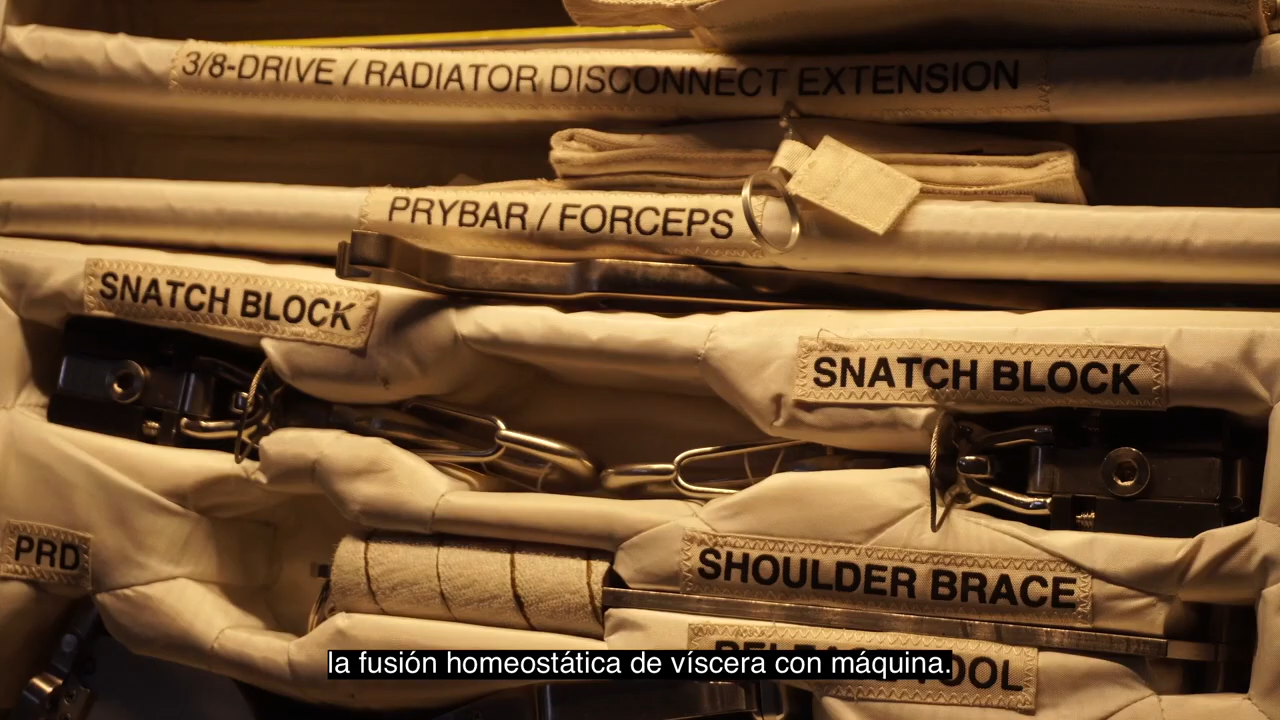 3/8-DRIVE / RADIATOR DISCONNECT EXTENSION
PRYBAR / FORCEPS
SNATCH BLOCK
SNATCH BLOCK
PRD
SHOULDER BRACE
la fusión homeostática de víscera con máquina.